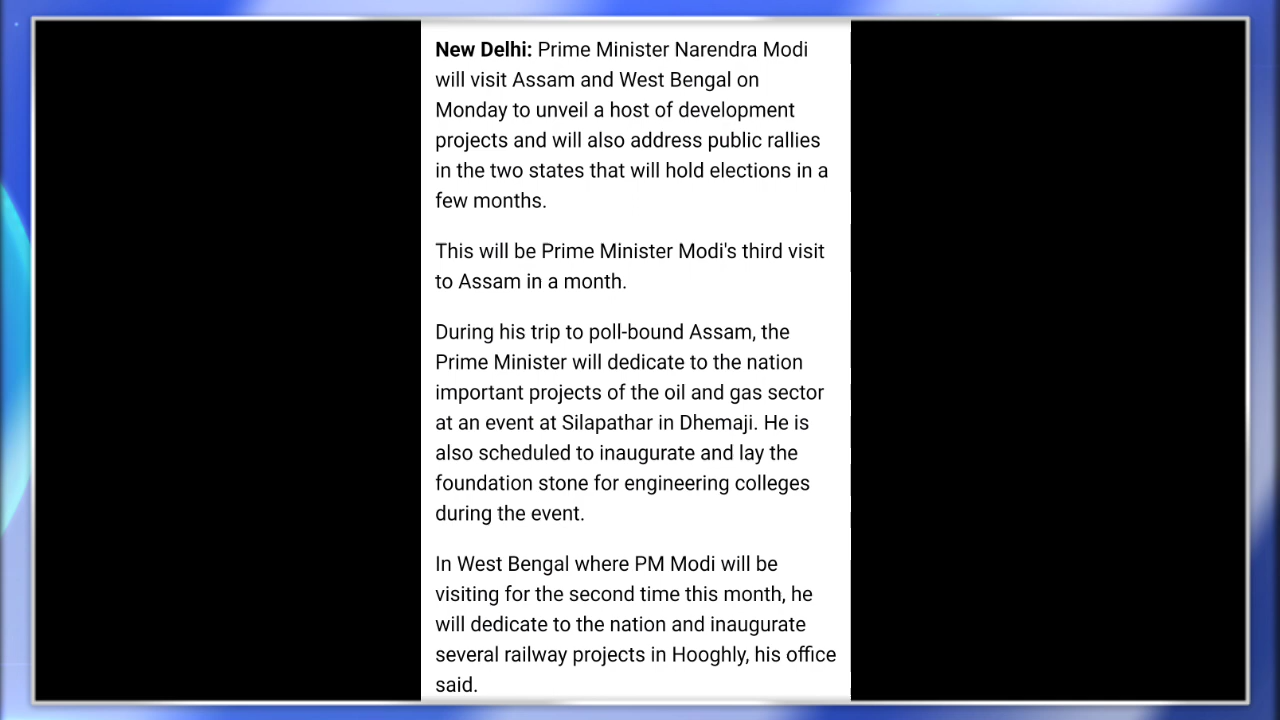 New Delhi: Prime Minister Narendra Modi
will visit Assam and West Bengal on
Monday to unveil a host of development
projects and will also address public rallies
in the two states that will hold elections in a
few months.
This will be Prime Minister Modi's third visit
to Assam in a month.
During his trip to poll-bound Assam, the
Prime Minister will dedicate to the nation
important projects of the oil and gas sector
at an event at Silapathar in Dhemaji. He is
also scheduled to inaugurate and lay the
foundation stone for engineering colleges
during the event.
In West Bengal where PM Modi will be
visiting for the second time this month, he
will dedicate to the nation and inaugurate
several railway projects in Hooghly, his office
said.